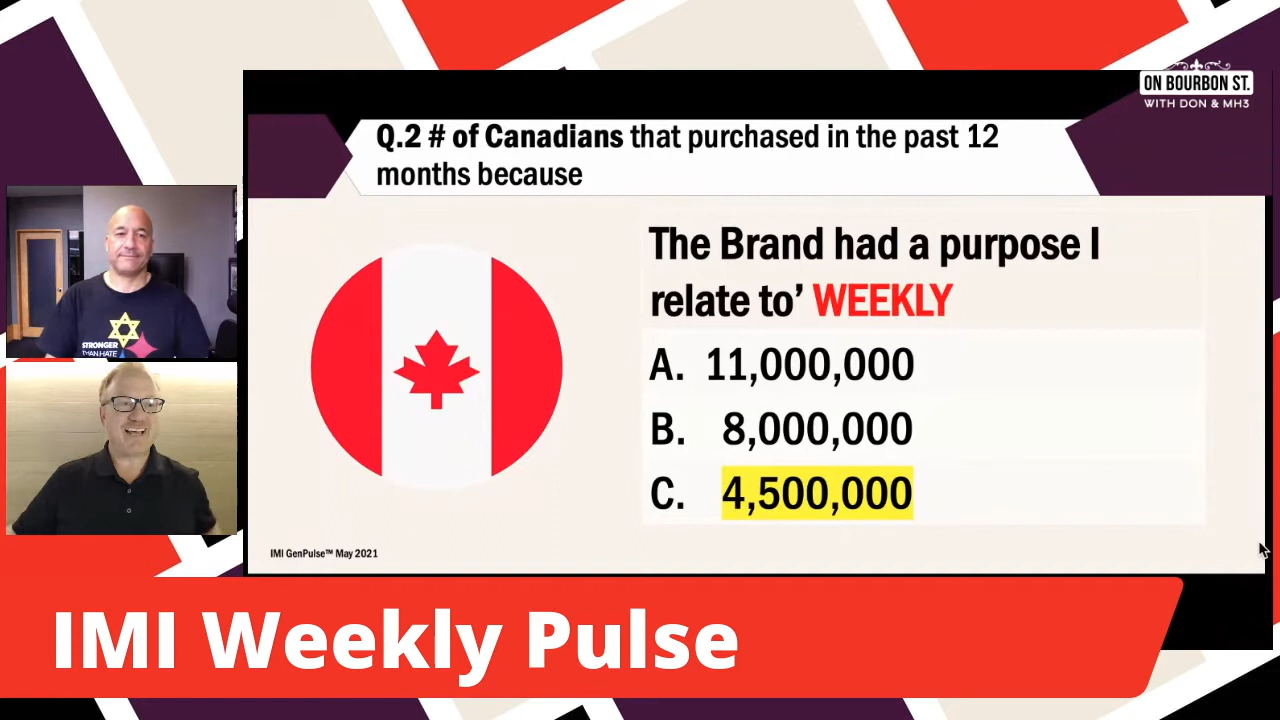 ON BOURBON ST.
WITH DON & MH3
Q.2 # of Canadians that purchased in the past 12
months because
The Brand had a purpose I
relate to’ WEEKLY
A. 11,000,000
B. 8,000,000
C. 4,500,000
STRONGER
THAN HATE
IMI GenPulse™ May 2021
IMI Weekly Pulse